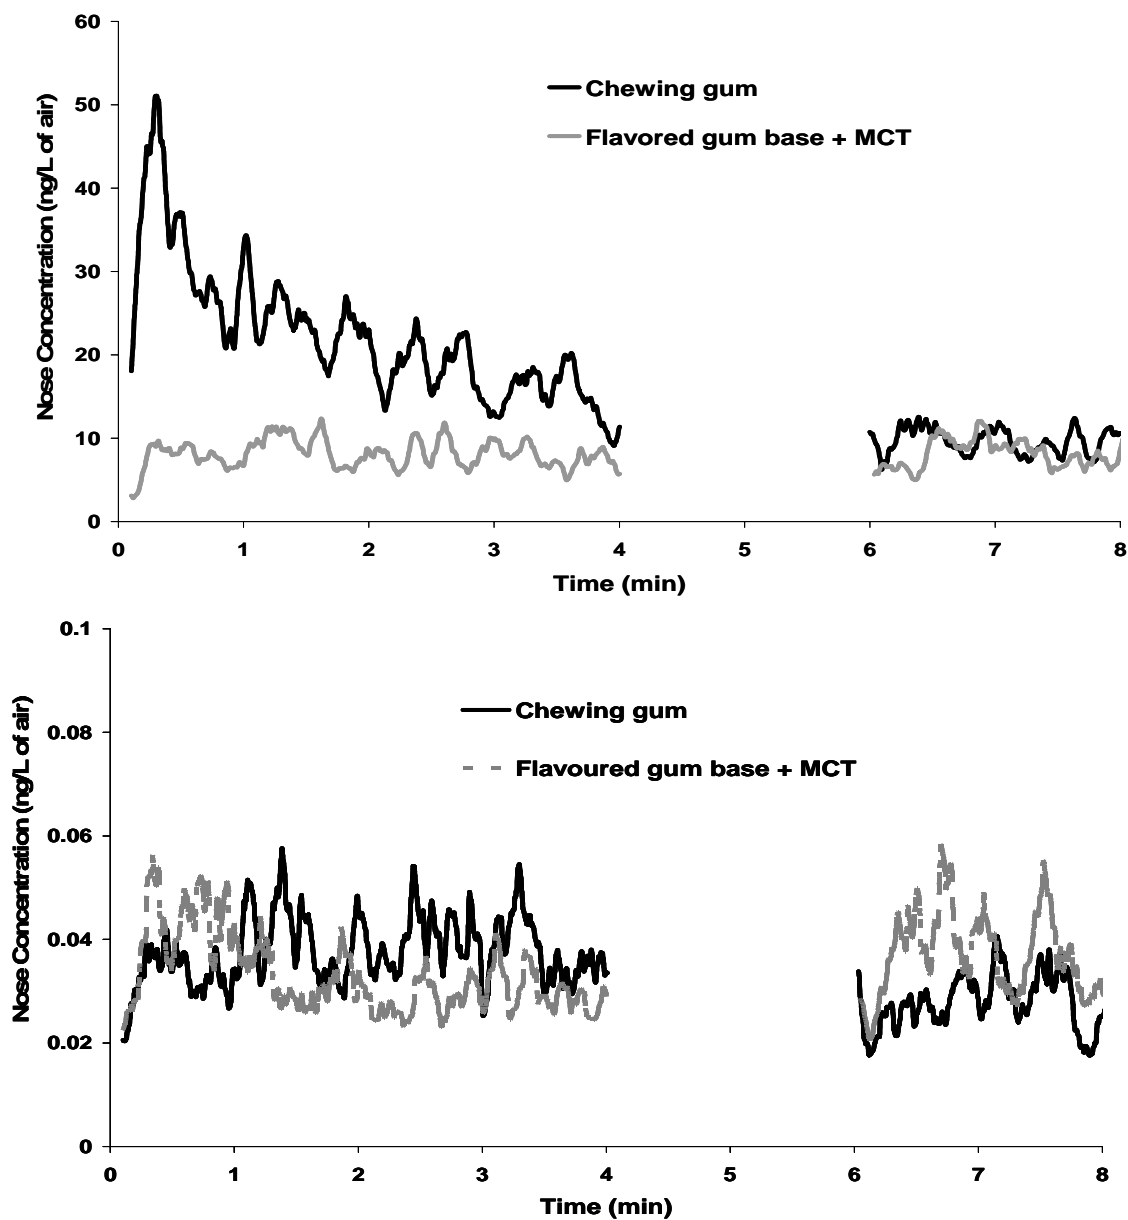 60
50
40
30
20
10
0
Nose Concentration (ng/L of air)
Chewing gum
Flavored gum base + MCT
0 1 2 3 4 5 6 7 8
Time (min)
0.1
0.08
0.06
0.04
0.02
0
Nose Concentration (ng/L of air)
Chewing gum
Flavoured gum base + MCT
0 1 2 3 4 5 6 7 8
Time (min)